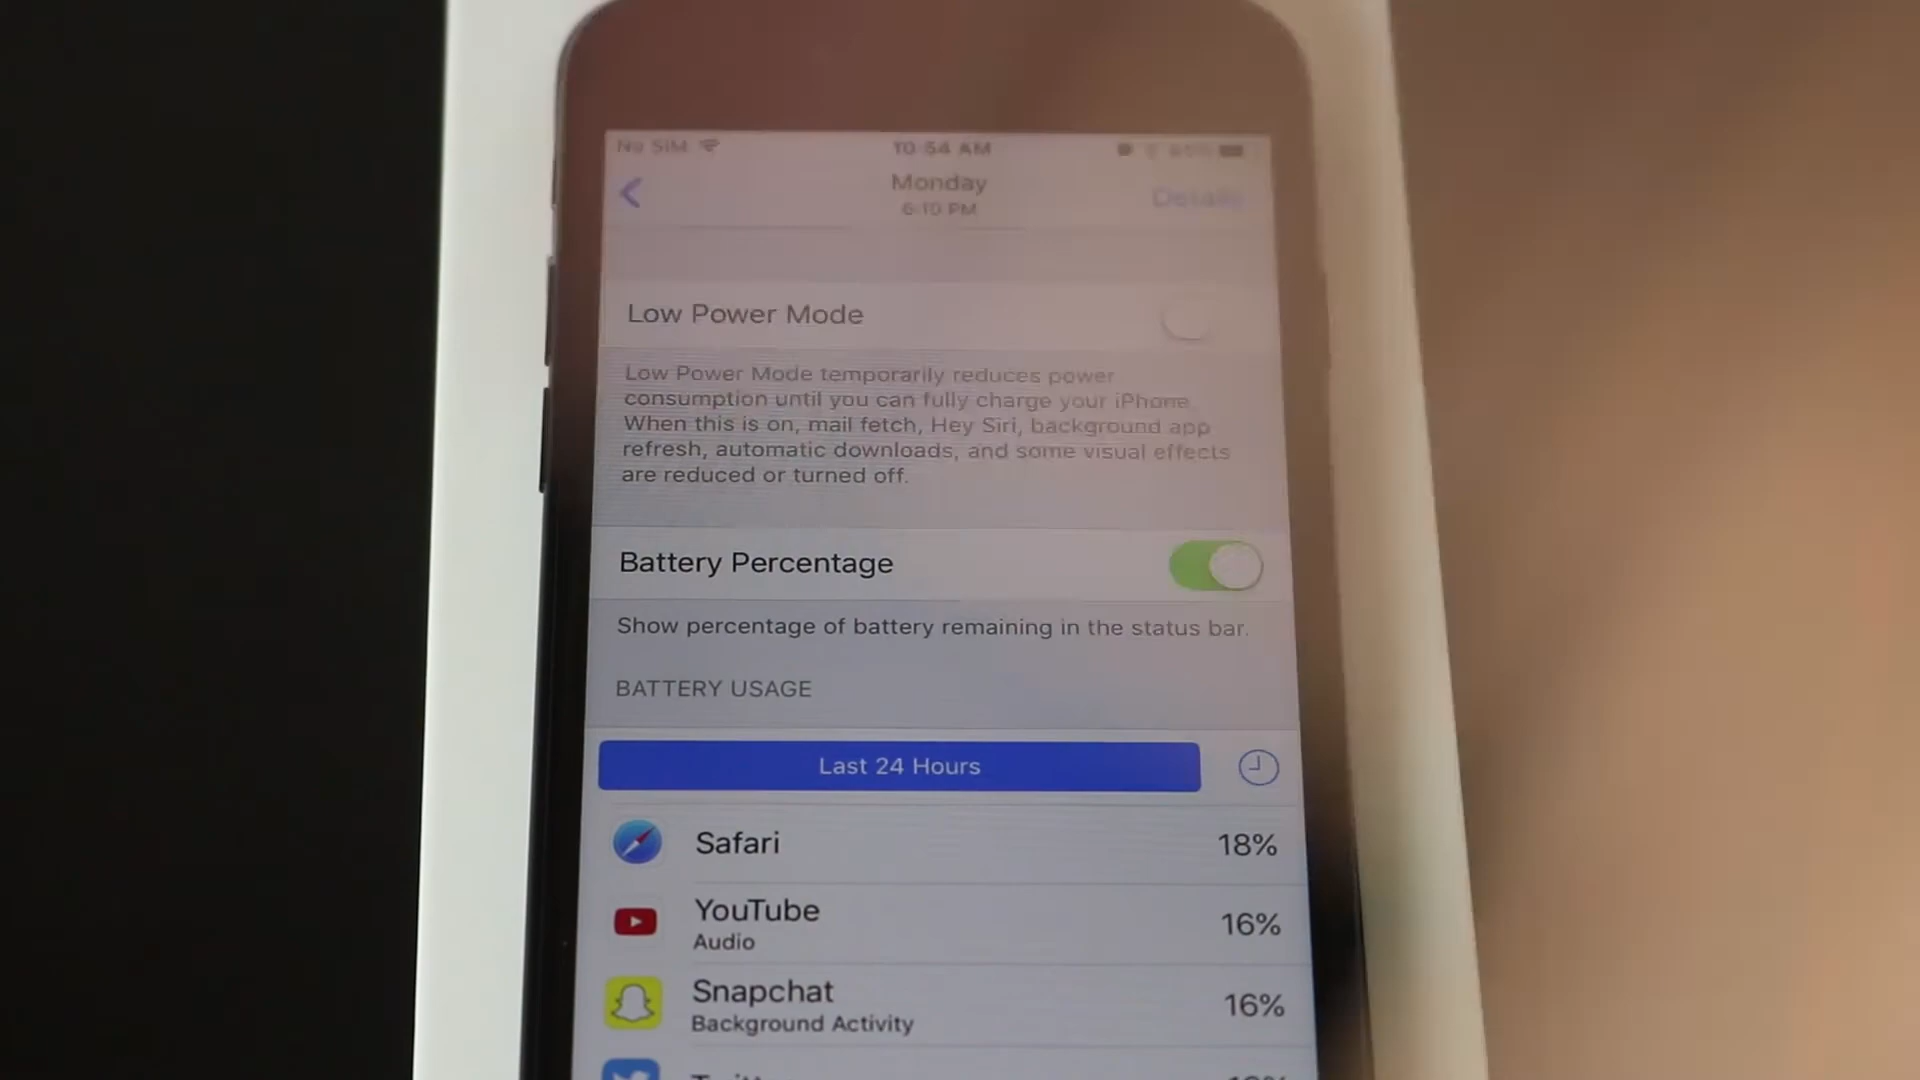 No SIM
10:54 AM
Monday
6:10 PM
Details
Low Power Mode
Low Power Mode temporarily reduces power
consumption until you can fully charge your iPhone.
When this is on, mail fetch, Hey Siri, background app
refresh, automatic downloads, and some visual effects
are reduced or turned off.
Battery Percentage
Show percentage of battery remaining in the status bar.
BATTERY USAGE
Last 24 Hours
Safari 18%
YouTube 16%
Audio
Snapchat 16%
Background Activity